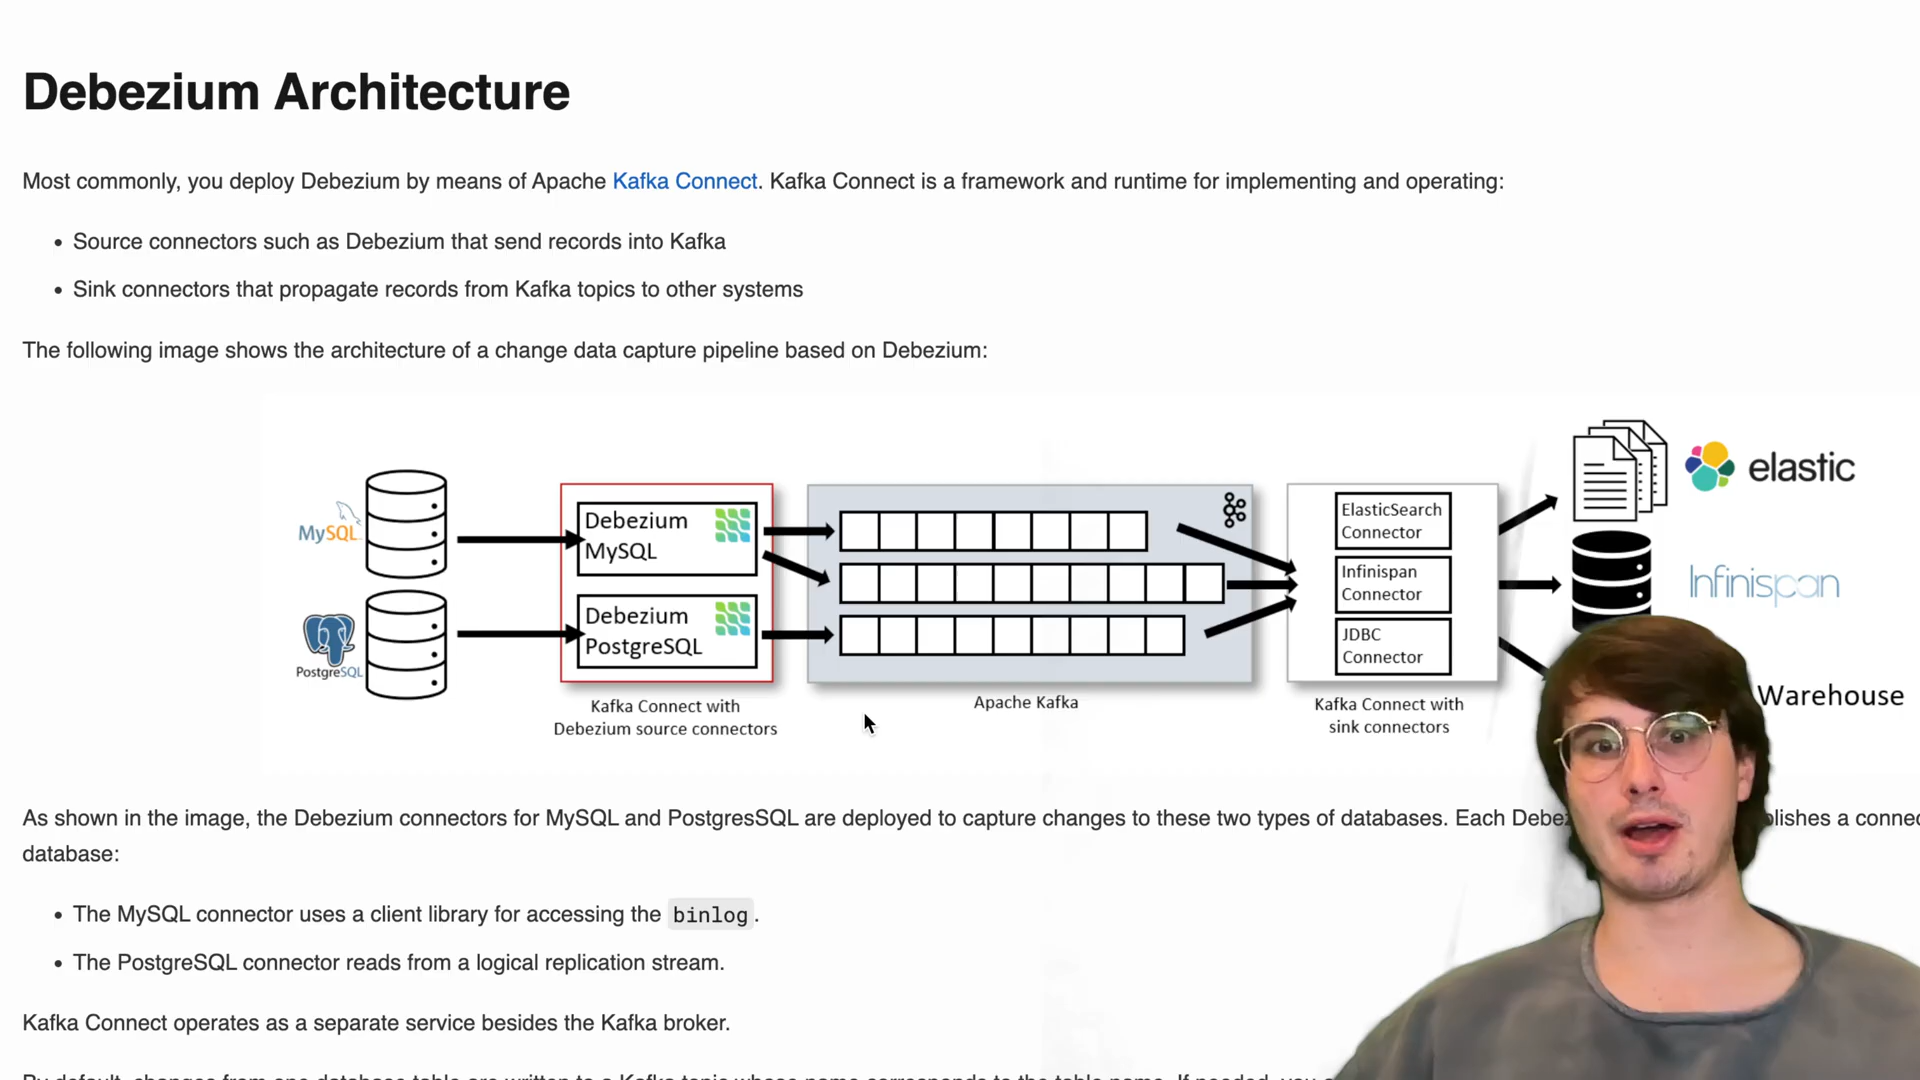 Debezium Architecture
Most commonly, you deploy Debezium by means of Apache Kafka Connect. Kafka Connect is a framework and runtime for implementing and operating:
• Source connectors such as Debezium that send records into Kafka
• Sink connectors that propagate records from Kafka topics to other systems
The following image shows the architecture of a change data capture pipeline based on Debezium:
MySQL
PostgreSQL
Debezium
MySQL
Debezium
PostgreSQL
Kafka Connect with
Debezium source connectors
Apache Kafka
ElasticSearch
Connector
Infinispan
Connector
JDBC
Connector
Kafka Connect with
sink connectors
elastic
Infinispan
Warehouse
As shown in the image, the Debezium connectors for MySQL and PostgresSQL are deployed to capture changes to these two types of databases. Each
database:
• The MySQL connector uses a client library for accessing the binlog.
• The PostgreSQL connector reads from a logical replication stream.
Kafka Connect operates as a separate service besides the Kafka broker.